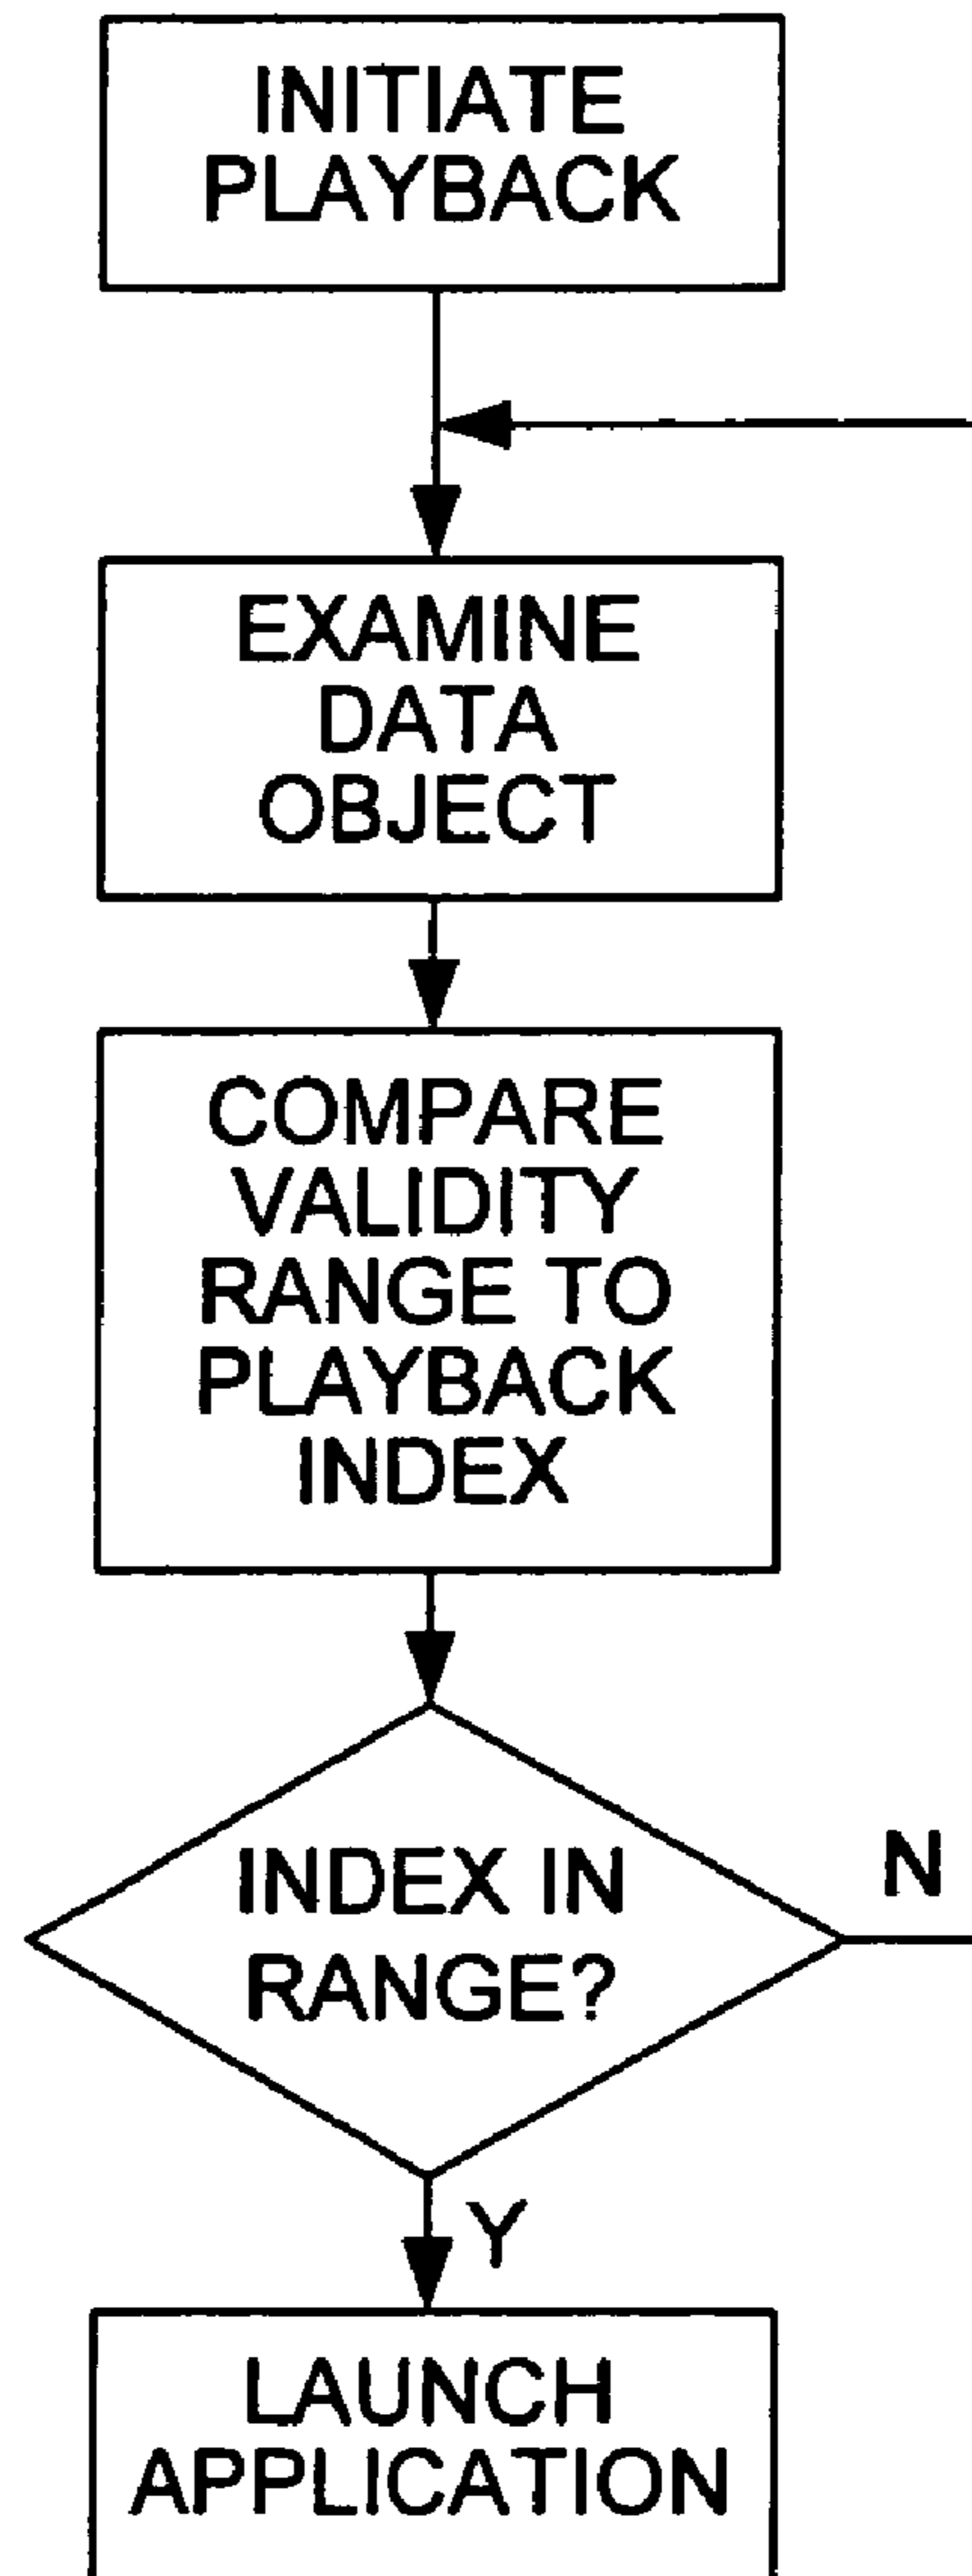 INITIATE
PLAYBACK
EXAMINE
DATA
OBJECT
COMPARE
VALIDITY
RANGE TO
PLAYBACK
INDEX
INDEX IN
RANGE?
N
Y
LAUNCH
APPLICATION